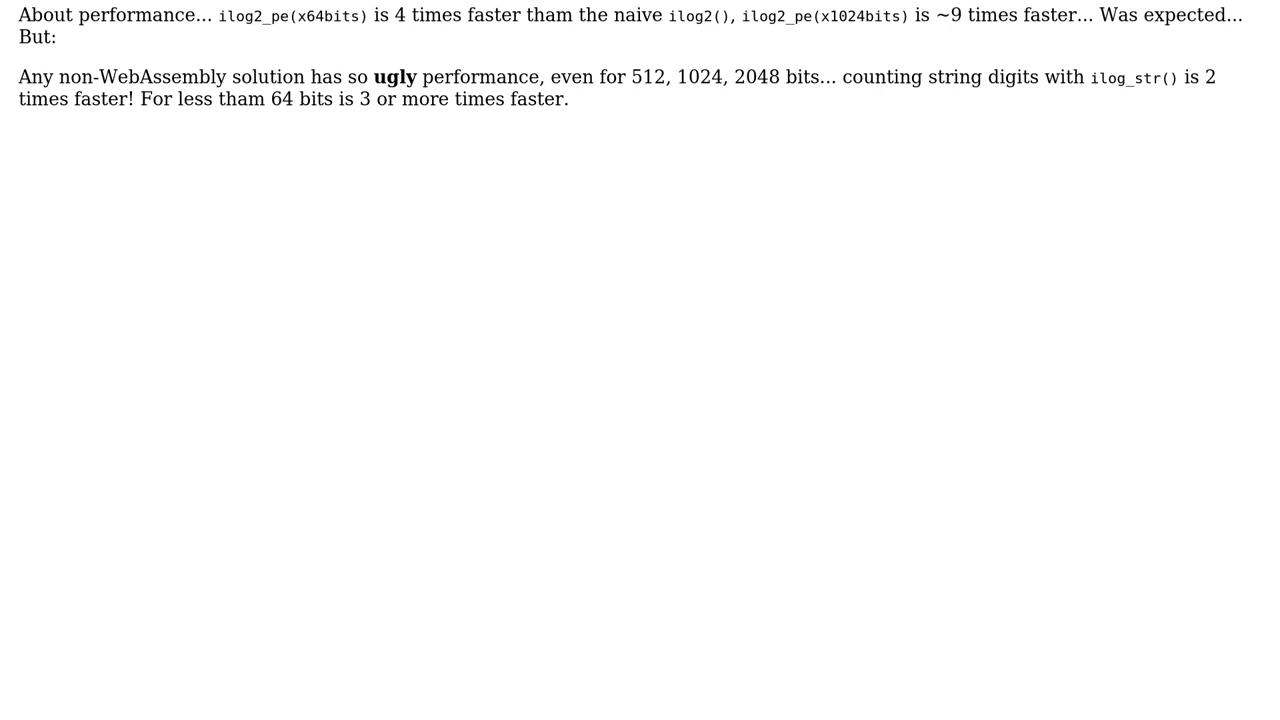 About performance... ilog2_pe(x64bits) is 4 times faster tham the naive ilog2(), ilog2_pe(x1024bits) is ~9 times faster... Was expected...
But:
Any non-WebAssembly solution has so ugly performance, even for 512, 1024, 2048 bits... counting string digits with ilog_str() is 2
times faster! For less tham 64 bits is 3 or more times faster.